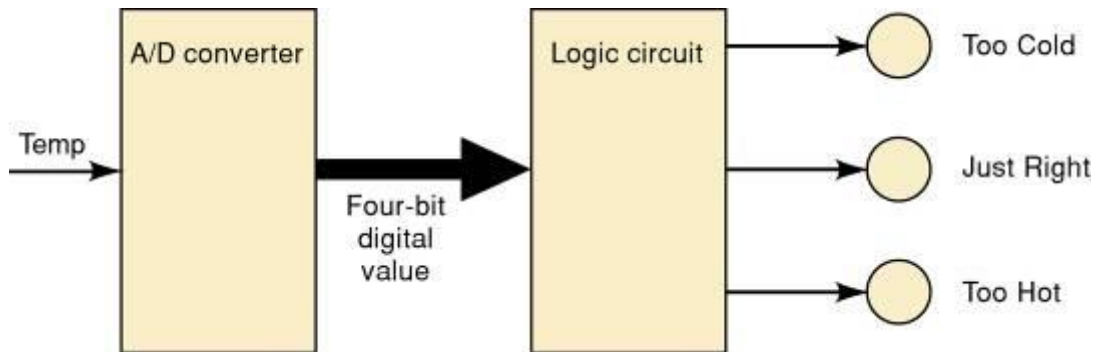 A/D converter
Logic circuit
Too Cold
Temp
Just Right
Four-bit
digital
value
Too Hot